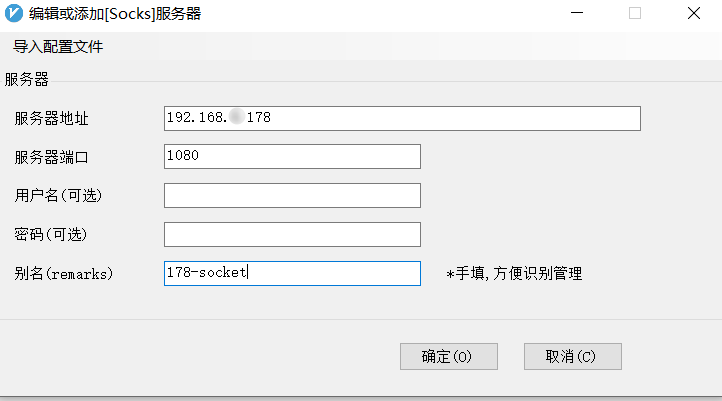 编辑或添加[Socks]服务器
导入配置文件
服务器
服务器地址 192.168. 178
服务器端口 1080
用户名(可选)
密码(可选)
别名(remarks) 178-socket *手填,方便识别管理
确定(O) 取消(C)